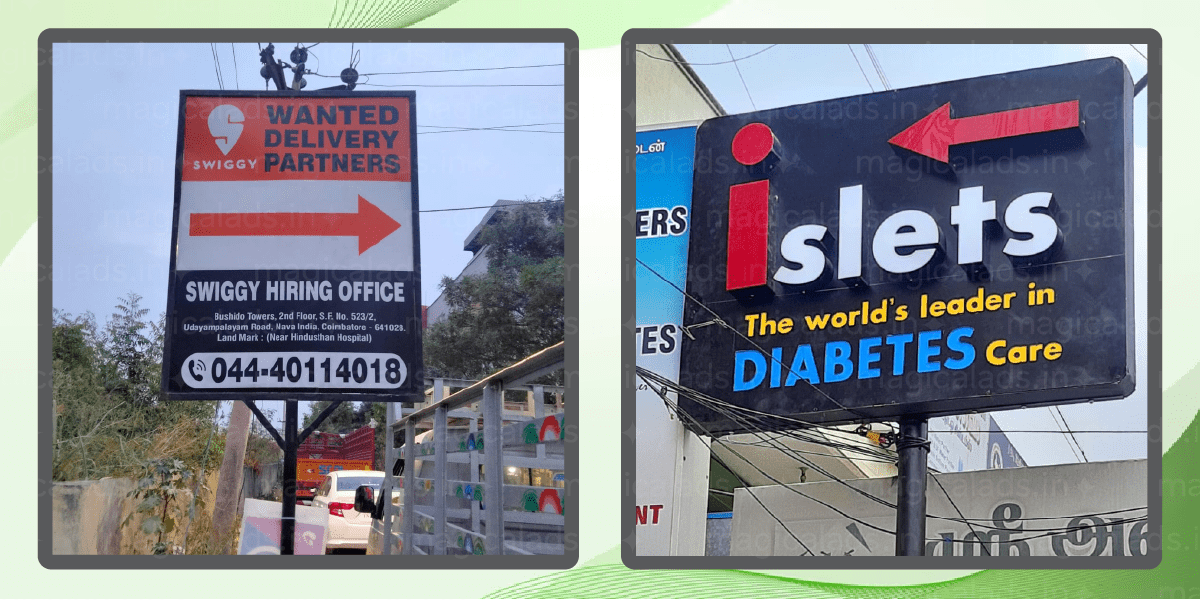 SWIGGY
WANTED
DELIVERY
PARTNERS
SWIGGY HIRING OFFICE
Bushido Towers, 2nd Floor, S.F. No. 523/2,
Udayampalayam Road, Nava India, Coimbatore - 641028.
Land Mark : (Near Hindusthan Hospital)
044-40114018
islets
The world's leader in
DIABETES Care
டன்
ERS
TES
NT
magicalads.in